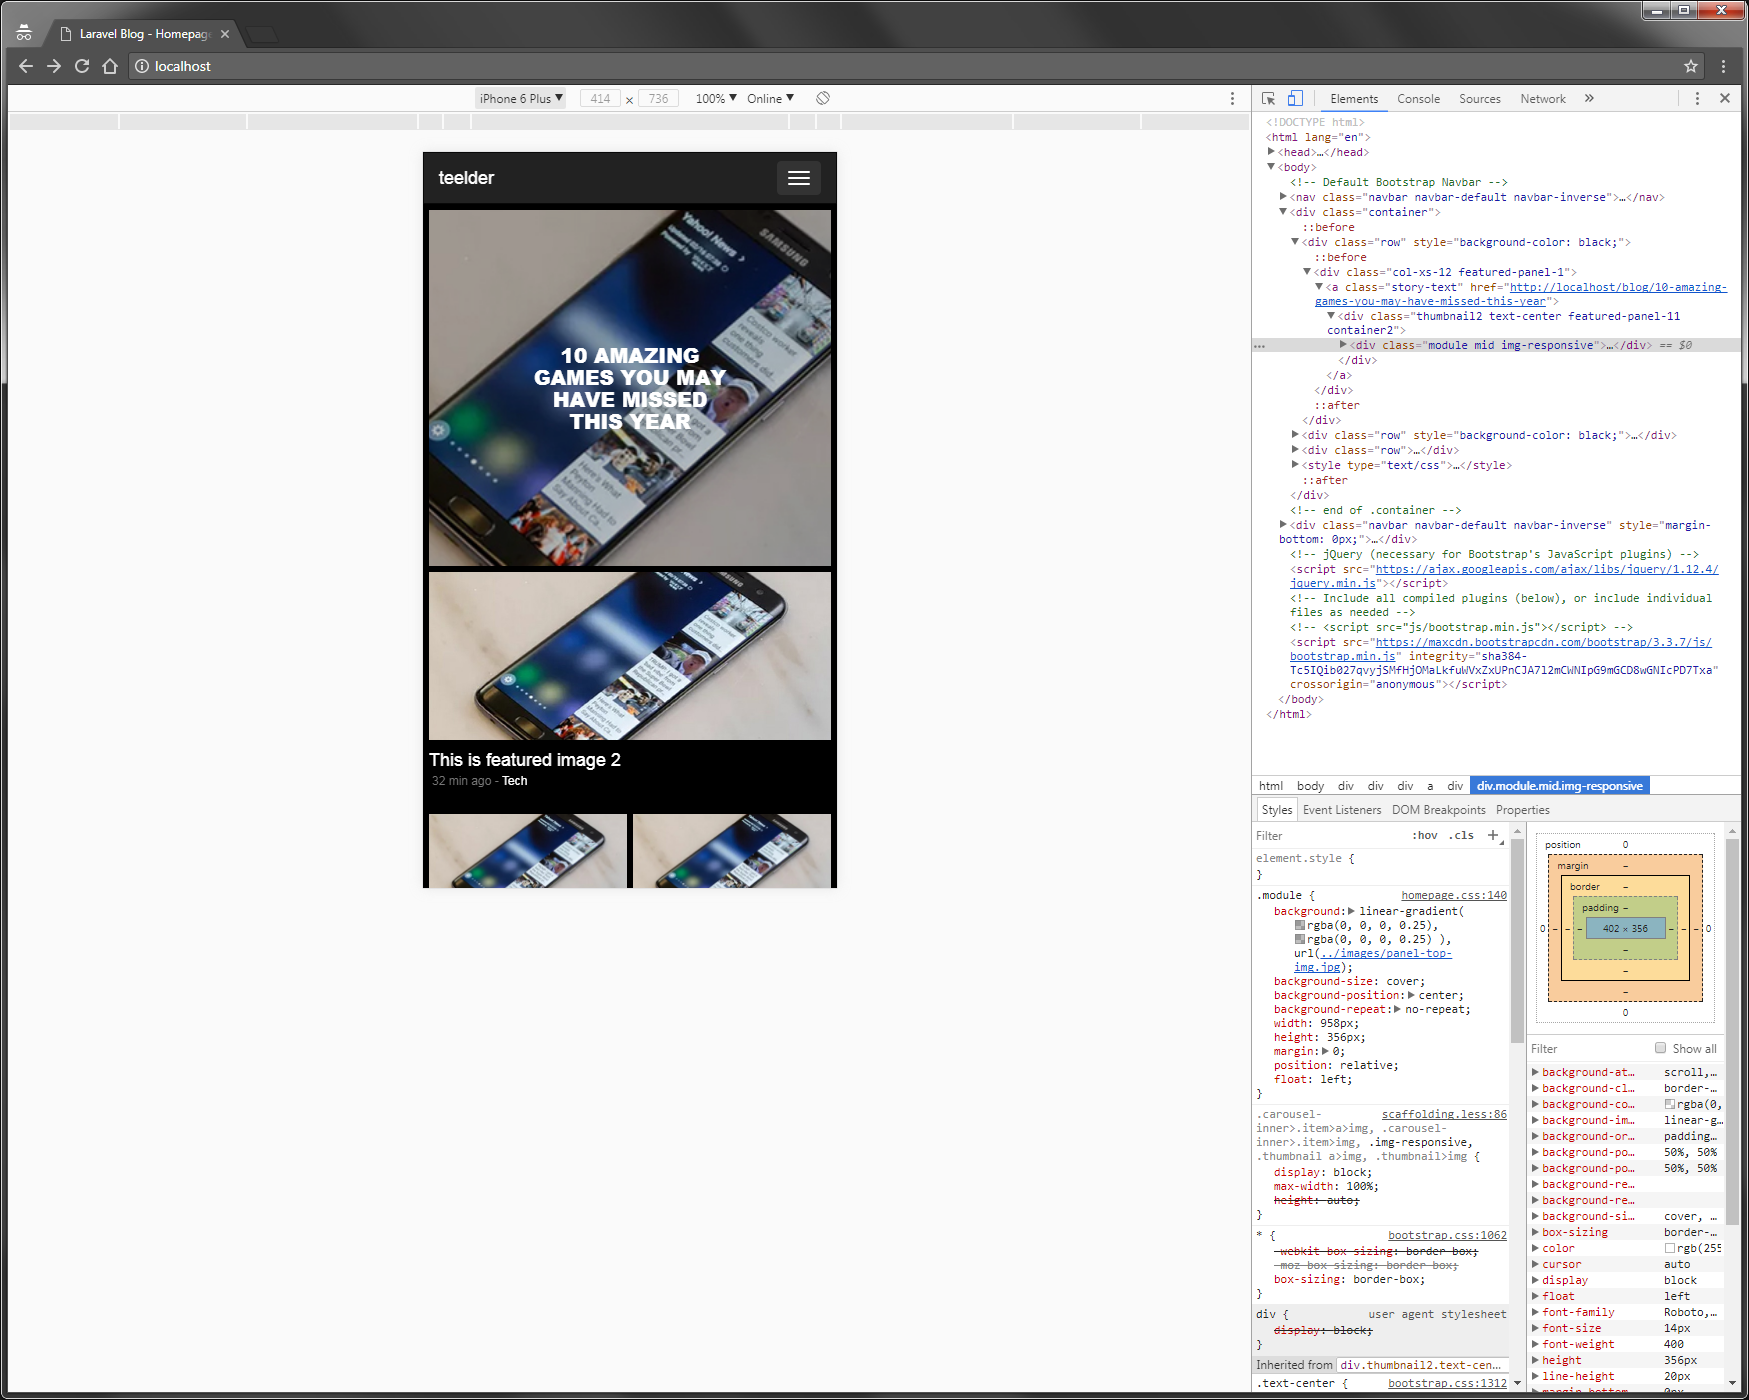 Laravel Blog - Homepag
localhost
iPhone 6 Plus ▼ 414 × 736 100% ▼ Online ▼
Elements Console Sources Network »
teelder
Yahoo! News
SAMSUNG
10 AMAZING
GAMES YOU MAY
HAVE MISSED
THIS YEAR
This is featured image 2
32 min ago - Tech
<!DOCTYPE html>
<html lang="en">
▶<head>…</head>
▼<body>
<!-- Default Bootstrap Navbar -->
▶<nav class="navbar navbar-default navbar-inverse">…</nav>
▼<div class="container">
::before
▼<div class="row" style="background-color: black;">
::before
▼<div class="col-xs-12 featured-panel-1">
▼<a class="story-text" href="http://localhost/blog/10-amazing-
games-you-may-have-missed-this-year">
▼<div class="thumbnail2 text-center featured-panel-11
container2">
… ▶<div class="module mid img-responsive">…</div> == $0
</div>
</a>
</div>
::after
</div>
▶<div class="row" style="background-color: black;">…</div>
▶<div class="row">…</div>
▶<style type="text/css">…</style>
::after
</div>
<!-- end of .container -->
▶<div class="navbar navbar-default navbar-inverse" style="margin-
bottom: 0px;">…</div>
<!-- jQuery (necessary for Bootstrap's JavaScript plugins) -->
<script src="https://ajax.googleapis.com/ajax/libs/jquery/1.12.4/
jquery.min.js"></script>
<!-- Include all compiled plugins (below), or include individual
files as needed -->
<!-- <script src="js/bootstrap.min.js"></script> -->
<script src="https://maxcdn.bootstrapcdn.com/bootstrap/3.3.7/js/
bootstrap.min.js" integrity="sha384-
Tc5IQib027qvyjSMfHjOMaLkfuWVxZxUPnCJA7l2mCWNIpG9mGCD8wGNIcPD7Txa"
crossorigin="anonymous"></script>
</body>
</html>
html body div div div a div div.module.mid.img-responsive
Styles Event Listeners DOM Breakpoints Properties
Filter :hov .cls +
element.style {
}
.module { homepage.css:140
background:▶ linear-gradient(
rgba(0, 0, 0, 0.25),
rgba(0, 0, 0, 0.25) ),
url(../images/panel-top-
img.jpg);
background-size: cover;
background-position:▶ center;
background-repeat:▶ no-repeat;
width: 958px;
height: 356px;
margin:▶ 0;
position: relative;
float: left;
}
.carousel- scaffolding.less:86
inner>.item>a>img, .carousel-
inner>.item>img, .img-responsive,
.thumbnail a>img, .thumbnail>img {
display: block;
max-width: 100%;
height: auto;
}
* { bootstrap.css:1062
-webkit-box-sizing: border-box;
-moz-box-sizing: border-box;
box-sizing: border-box;
}
div { user agent stylesheet
display: block;
}
Inherited from div.thumbnail2.text-cen…
.text-center { bootstrap.css:1312
position 0
margin –
border –
padding –
0 – – – 402 × 356 – – – 0
–
–
–
0
Filter Show all
▶ background-at… scroll,…
▶ background-cl… border-…
▶ background-co… rgba(0,
▶ background-im… linear-g
▶ background-or… padding…
▶ background-po… 50%, 50%
▶ background-po… 50%, 50%
▶ background-re…
▶ background-re…
▶ background-si… cover, …
▶ box-sizing border-…
▶ color rgb(255
▶ cursor auto
▶ display block
▶ float left
▶ font-family Roboto,…
▶ font-size 14px
▶ font-weight 400
▶ height 356px
▶ line-height 20px
▶ margin-bottom 0px